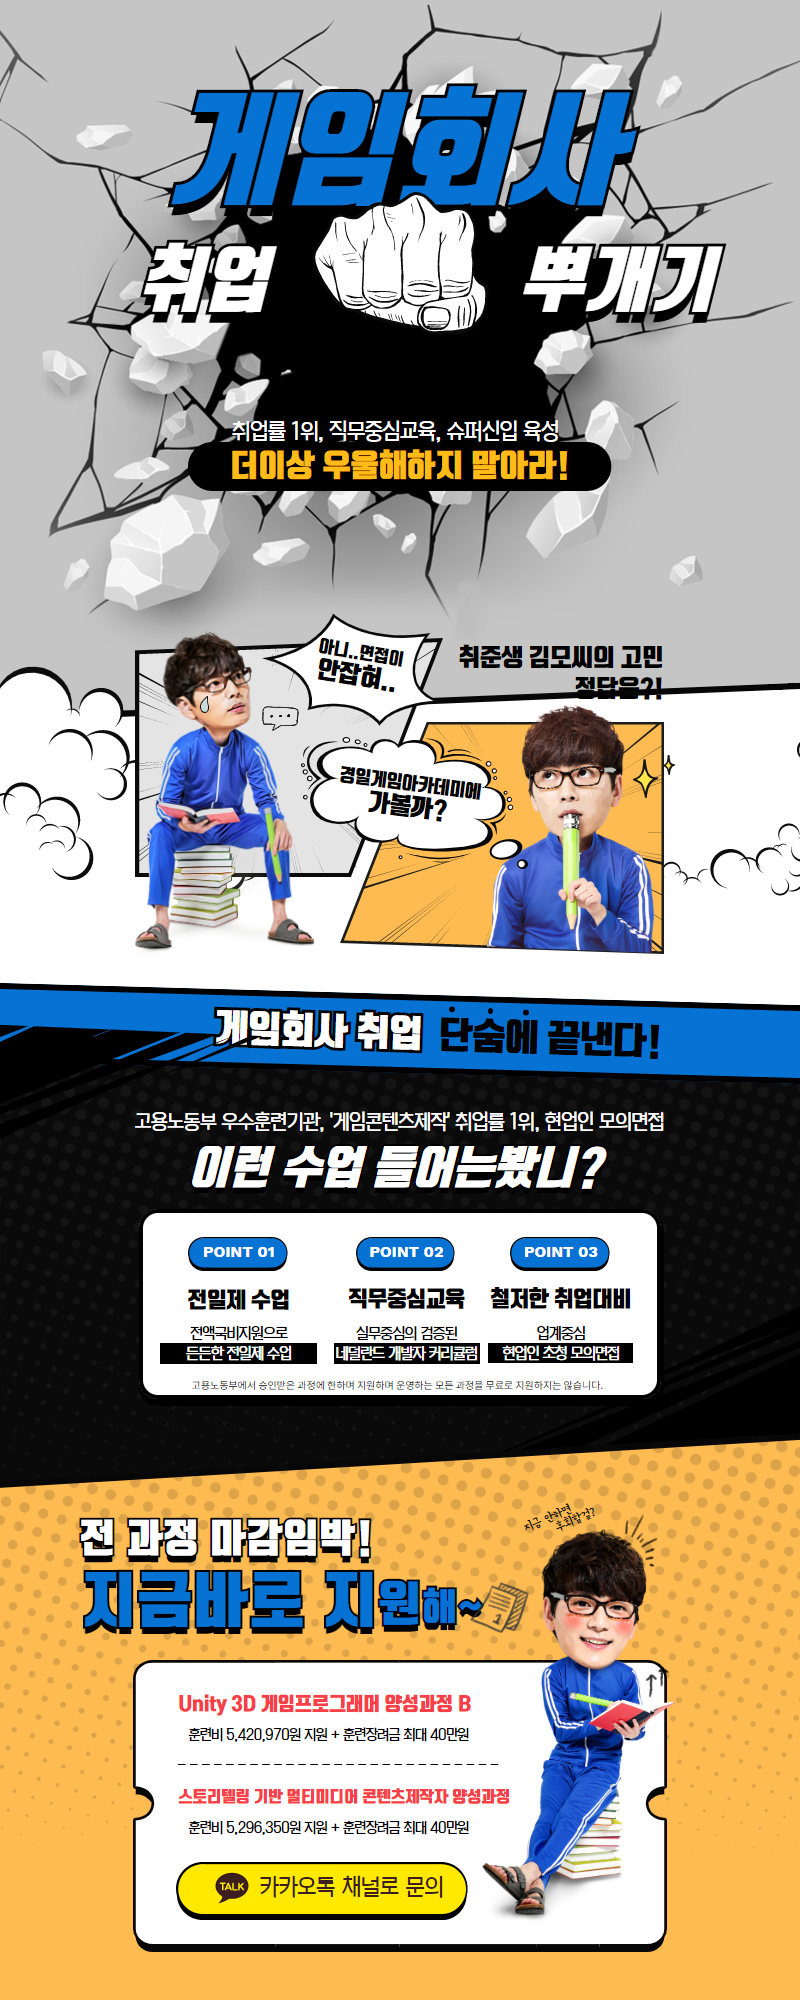 게임회사
취업 뿌개기
취업률 1위, 직무중심교육, 슈퍼신입 육성
더이상 우울해하지 말아라!
아니..면접이
안잡혀..
취준생 김모씨의 고민
정답은?!
경일게임아카데미에
가볼까?
게임회사 취업 단숨에 끝낸다!
고용노동부 우수훈련기관, '게임콘텐츠제작' 취업률 1위, 현업인 모의면접
이런 수업 들어는봤니?
POINT 01
전일제 수업
전액국비지원으로
든든한 전일제 수업
POINT 02
직무중심교육
실무중심의 검증된
네덜란드 개발자 커리큘럼
POINT 03
철저한 취업대비
업계중심
현업인 초청 모의면접
고용노동부에서 승인받은 과정에 한하며 지원하며 운영하는 모든 과정을 무료로 지원하지는 않습니다.
지금 안하면
후회할걸?
전 과정 마감임박!
지금바로 지원해~
1
Unity 3D 게임프로그래머 양성과정 B
훈련비 5,420,970원 지원 + 훈련장려금 최대 40만원
스토리텔링 기반 멀티미디어 콘텐츠제작자 양성과정
훈련비 5,296,350원 지원 + 훈련장려금 최대 40만원
TALK 카카오톡 채널로 문의